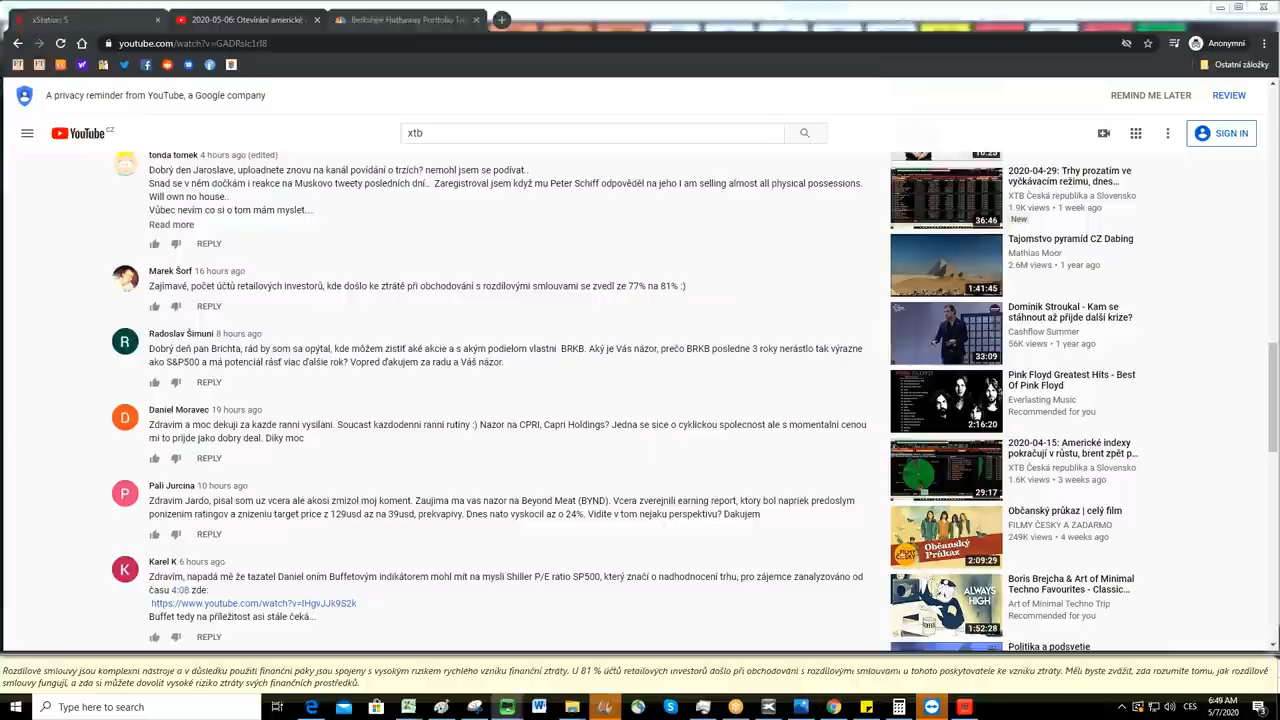 xStation 5
2020-05-06: Otevírání americké
Berkshire Hathaway Portfolio Tra
youtube.com/watch?v=GADRsIc1rJ8
Anonymní
Ostatní záložky
A privacy reminder from YouTube, a Google company
REMIND ME LATER
REVIEW
YouTube CZ
xtb
SIGN IN
tonda tomek 4 hours ago (edited)
Dobrý den Jaroslave, uploadnete znovu na kanál povídání o trzích? nemohl jsem se podívat..
Snad se v něm dočkám i reakce na Muskovo tweety posledních dní.. Zaregistroval jsem když mu Peter Schiff odpověděl na jeho I am selling almost all physical possessions.
Will own no house..
Vůbec nevím co si o tom mám myslet....
Read more
REPLY
Marek Šorf 16 hours ago
Zajímavé, počet účtů retailových investorů, kde došlo ke ztrátě při obchodování s rozdílovými smlouvami se zvedl ze 77% na 81% :)
REPLY
Radoslav Šimuni 8 hours ago
Dobrý deň pan Brichta, rád by som sa opýtal, kde môžem zistiť aké akcie a s akým podielom vlastni BRKB. Aký je Váš názor, prečo BRKB posledne 3 roky nerástlo tak výrazne
ako S&P500 a má potenciál rásť viac ďalšie rok? Vopred ďakujem za radu a Váš názor.
REPLY
Daniel Moravec 19 hours ago
Zdravim a moc dekuji za kazde ranni vysilani. Soucast kazdodenni ranni rutiny. Nazor na CPRI, Capri Holdings? Jedna se sice o cyklickou spolecnost ale s momentalni cenou
mi to prijde jako dobry deal. Diky moc
REPLY
Pali Jurcina 10 hours ago
Zdravim Jardo, pisal som uz vcera ale akosi zmizol moj koment. Zaujima ma vas nazor na Beyond Meat (BYND). Vcera zverejnili earning report, ktory bol napriek predoslym
ponizenim ratingov a znizeniu target price z 129usd az na 39usd, prekvapivy. Dnes nato vyskocil az o 24%. Vidite v tom nejaku perspektivu? Dakujem
REPLY
Karel K 6 hours ago
Zdravím, napadá mě že tazatel Daniel oním Buffetovým indikátorem mohl mít na mysli Shiller P/E ratio SP500, který značí o nadhodnocení trhu, pro zájemce zanalyzováno od
času 4:08 zde:
https://www.youtube.com/watch?v=IHgvJJk9S2k
Buffet tedy na příležitost asi stále čeká...
REPLY
2020-04-29: Trhy prozatím ve
vyčkávacím režimu, dnes...
XTB Česká republika a Slovensko
1.9K views • 1 week ago
New
36:46
Tajomstvo pyramíd CZ Dabing
Mathias Moor
2.6M views • 1 year ago
1:41:45
Dominik Stroukal - Kam se
stáhnout až přijde další krize?
Cashflow Summer
56K views • 1 year ago
33:09
Pink Floyd Greatest Hits - Best
Of Pink Floyd
Everlasting Music
Recommended for you
2:16:20
2020-04-15: Americké indexy
pokračují v růstu, brent zpět p...
XTB Česká republika a Slovensko
1.6K views • 3 weeks ago
29:17
Občanský průkaz | celý film
FILMY ČESKY A ZADARMO
249K views • 4 weeks ago
Občanský
Průkaz
2:09:29
Boris Brejcha & Art of Minimal
Techno Favourites - Classic...
Art of Minimal Techno Trip
Recommended for you
ALWAYS
HIGH
1:52:28
Politika a podsvetie
Rozdílové smlouvy jsou komplexní nástroje a v důsledku použití finanční páky jsou spojeny s vysokým rizikem rychlého vzniku finanční ztráty. U 81 % účtů retailových investorů došlo při obchodování s rozdílovými smlouvami u tohoto poskytovatele ke vzniku ztráty. Měli byste zvážit, zda rozumíte tomu, jak rozdílové
smlouvy fungují, a zda si můžete dovolit vysoké riziko ztráty svých finančních prostředků.
Type here to search
CES
6:49 AM
5/7/2020